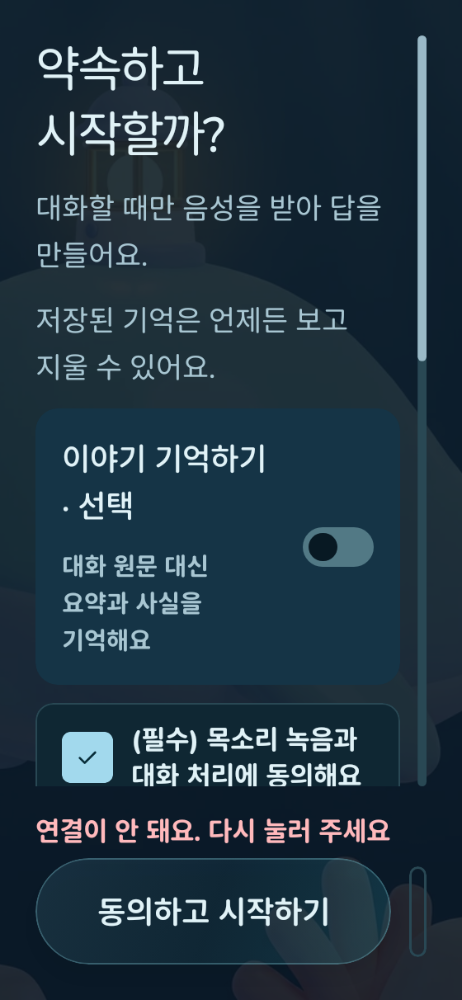 약속하고
시작할까?
대화할 때만 음성을 받아 답을
만들어요.
저장된 기억은 언제든 보고
지울 수 있어요.
이야기 기억하기
· 선택
대화 원문 대신
요약과 사실을
기억해요
(필수) 목소리 녹음과
대화 처리에 동의해요
연결이 안 돼요. 다시 눌러 주세요
동의하고 시작하기